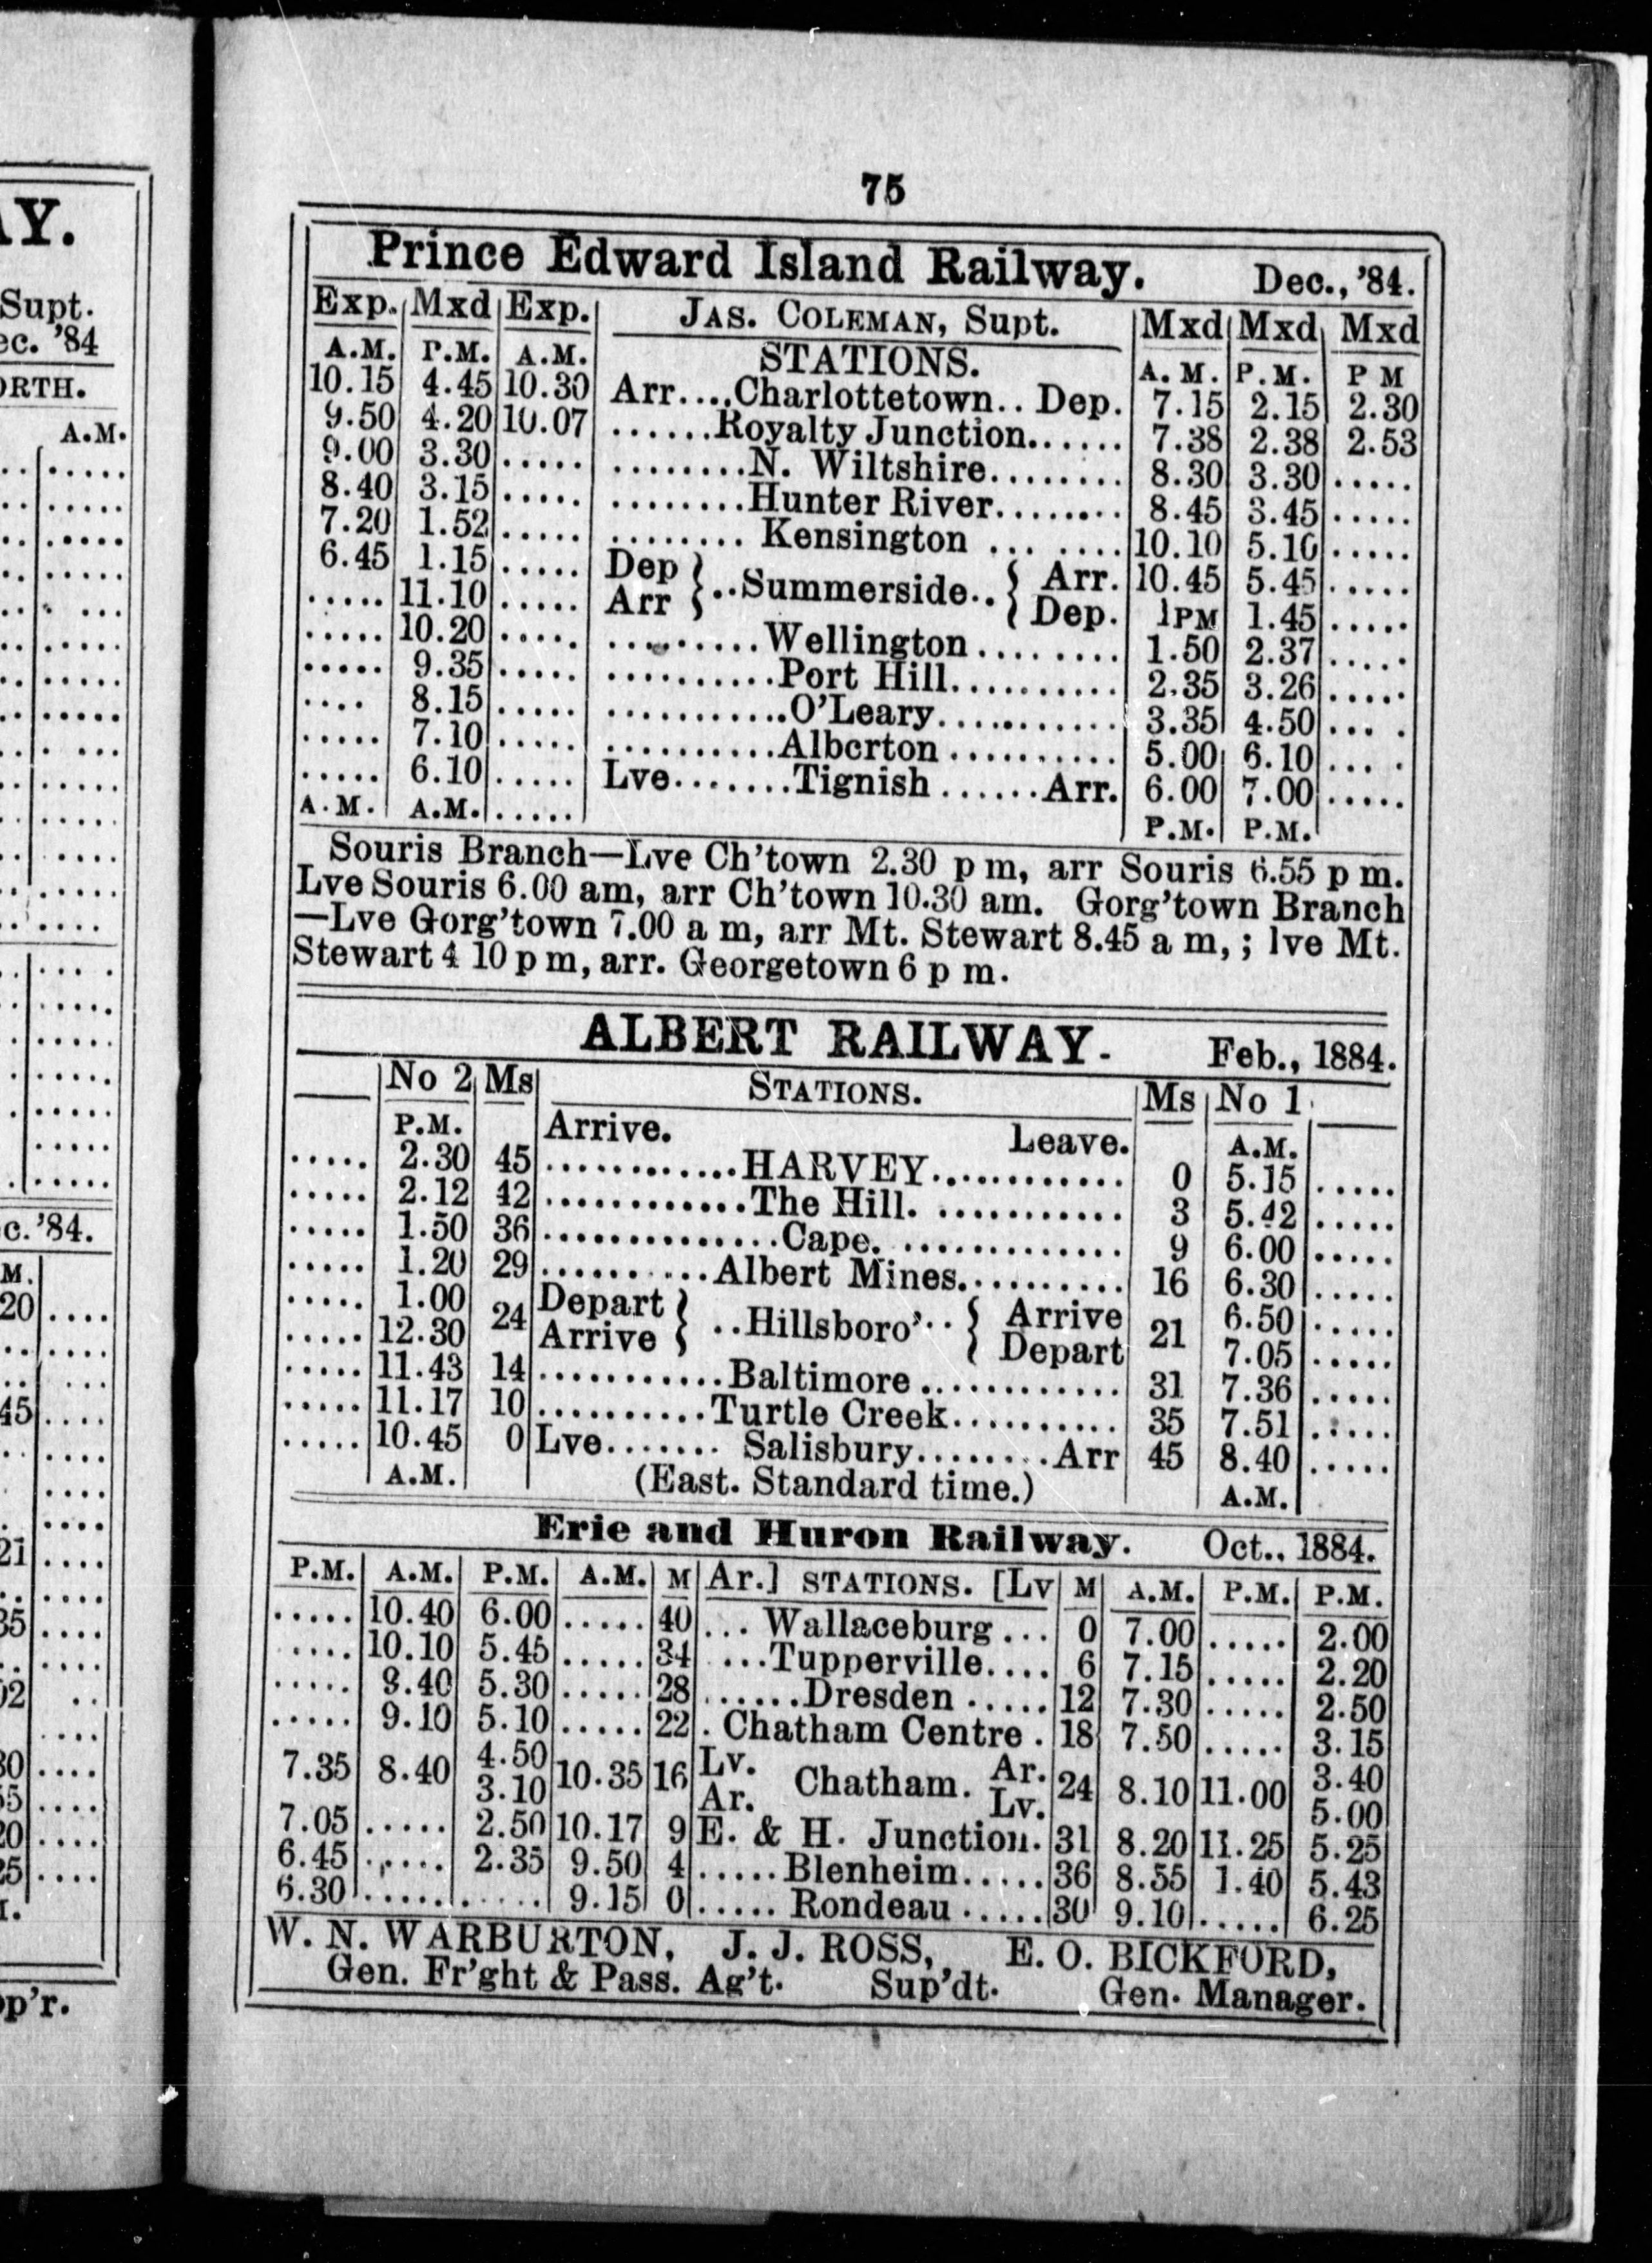 75
Prince Edward Island Railway. Dec., '84.
Exp. Mxd Exp. JAS. COLEMAN, Supt. Mxd Mxd Mxd
A.M. P.M. A.M. STATIONS. A.M. P.M. P M
10.15 4.45 10.30 Arr....Charlottetown.. Dep. 7.15 2.15 2.30
9.50 4.20 10.07 ......Royalty Junction...... 7.38 2.38 2.53
9.00 3.30 ..... ........N. Wiltshire........ 8.30 3.30 .....
8.40 3.15 ..... ........Hunter River........ 8.45 3.45 .....
7.20 1.52 ..... ........ Kensington ... .... 10.10 5.10 .....
6.45 1.15 ..... Dep } ..Summerside.. { Arr. 10.45 5.45 .....
..... 11.10 ..... Arr } { Dep. 1PM 1.45 .....
..... 10.20 ..... .........Wellington........ 1.50 2.37 .....
..... 9.35 ..... ..........Port Hill.......... 2.35 3.26 .....
.... 8.15 ..... ...........O'Leary........... 3.35 4.50 ... .
..... 7.10 ..... ..........Alberton.......... 5.00 6.10 ... .
..... 6.10 ..... Lve.......Tignish......Arr. 6.00 7.00 .....
A.M. A.M. ..... P.M. P.M.
Souris Branch—Lve Ch'town 2.30 p m, arr Souris 6.55 p m.
Lve Souris 6.00 am, arr Ch'town 10.30 am. Gorg'town Branch
—Lve Gorg'town 7.00 a m, arr Mt. Stewart 8.45 a m, ; lve Mt.
Stewart 4 10 p m, arr. Georgetown 6 p m.
ALBERT RAILWAY. Feb., 1884.
No 2 Ms STATIONS. Ms No 1
P.M. Arrive. Leave. A.M.
..... 2.30 45 ............HARVEY............ 0 5.15 .....
..... 2.12 42 ............The Hill. ........... 3 5.42 .....
..... 1.50 36 ..............Cape. ............. 9 6.00 .....
..... 1.20 29 ..........Albert Mines.......... 16 6.30 .....
..... 1.00 24 Depart } ..Hillsboro'.. { Arrive 21 6.50 .....
..... 12.30 Arrive } { Depart 7.05 .....
..... 11.43 14 ...........Baltimore............ 31 7.36 .....
..... 11.17 10 ..........Turtle Creek.......... 35 7.51 .....
..... 10.45 0 Lve....... Salisbury........Arr 45 8.40 .....
A.M. (East. Standard time.) A.M.
Erie and Huron Railway. Oct., 1884.
P.M. A.M. P.M. A.M. M Ar.] STATIONS. [Lv M A.M. P.M. P.M.
..... 10.40 6.00 ..... 40 ... Wallaceburg ... 0 7.00 ..... 2.00
..... 10.10 5.45 ..... 34 ...Tupperville.... 6 7.15 ..... 2.20
..... 9.40 5.30 ..... 28 ......Dresden ..... 12 7.30 ..... 2.50
..... 9.10 5.10 ..... 22 . Chatham Centre . 18 7.50 ..... 3.15
7.35 8.40 4.50 10.35 16 Lv. Chatham. Ar. 24 8.10 11.00 3.40
3.10 Ar. Lv. 5.00
7.05 ..... 2.50 10.17 9 E. & H. Junction. 31 8.20 11.25 5.25
6.45 ..... 2.35 9.50 4 .....Blenheim..... 36 8.55 1.40 5.43
6.30 ..... ..... 9.15 0 ..... Rondeau ..... 30 9.10 ..... 6.25
W. N. WARBURTON, J. J. ROSS, E. O. BICKFORD,
Gen. Fr'ght & Pass. Ag't. Sup'dt. Gen. Manager.
AY.
Supt.
ec. '84
ORTH.
A.M.
c. '84.
M.
20
45
21
35
02
30
55
20
25
op'r.